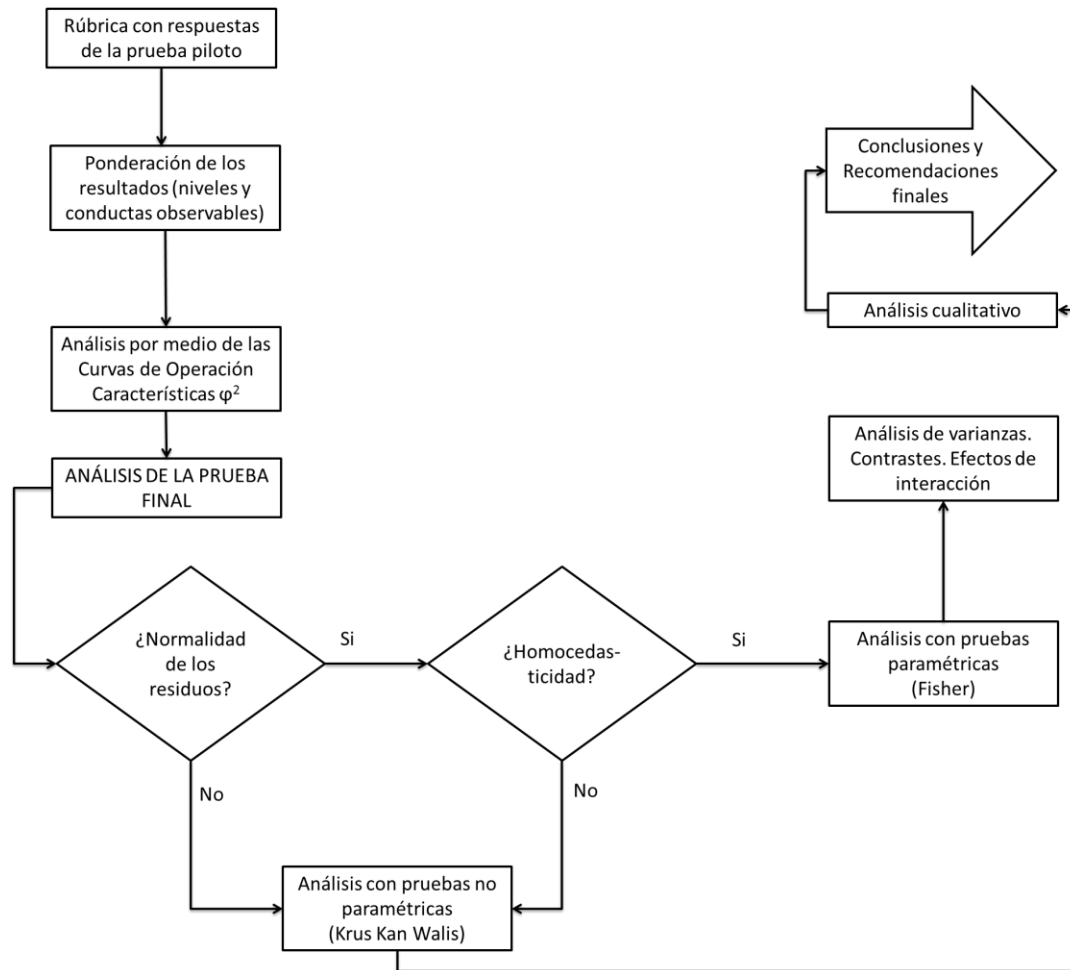 Rúbrica con respuestas
de la prueba piloto
Ponderación de los
resultados (niveles y
conductas observables)
Análisis por medio de las
Curvas de Operación
Características φ²
ANÁLISIS DE LA PRUEBA
FINAL
¿Normalidad
de los
residuos?
Si
No
¿Homocedas-
ticidad?
Si
No
Análisis con pruebas no
paramétricas
(Krus Kan Walis)
Análisis con pruebas
paramétricas
(Fisher)
Análisis de varianzas.
Contrastes. Efectos de
interacción
Análisis cualitativo
Conclusiones y
Recomendaciones
finales